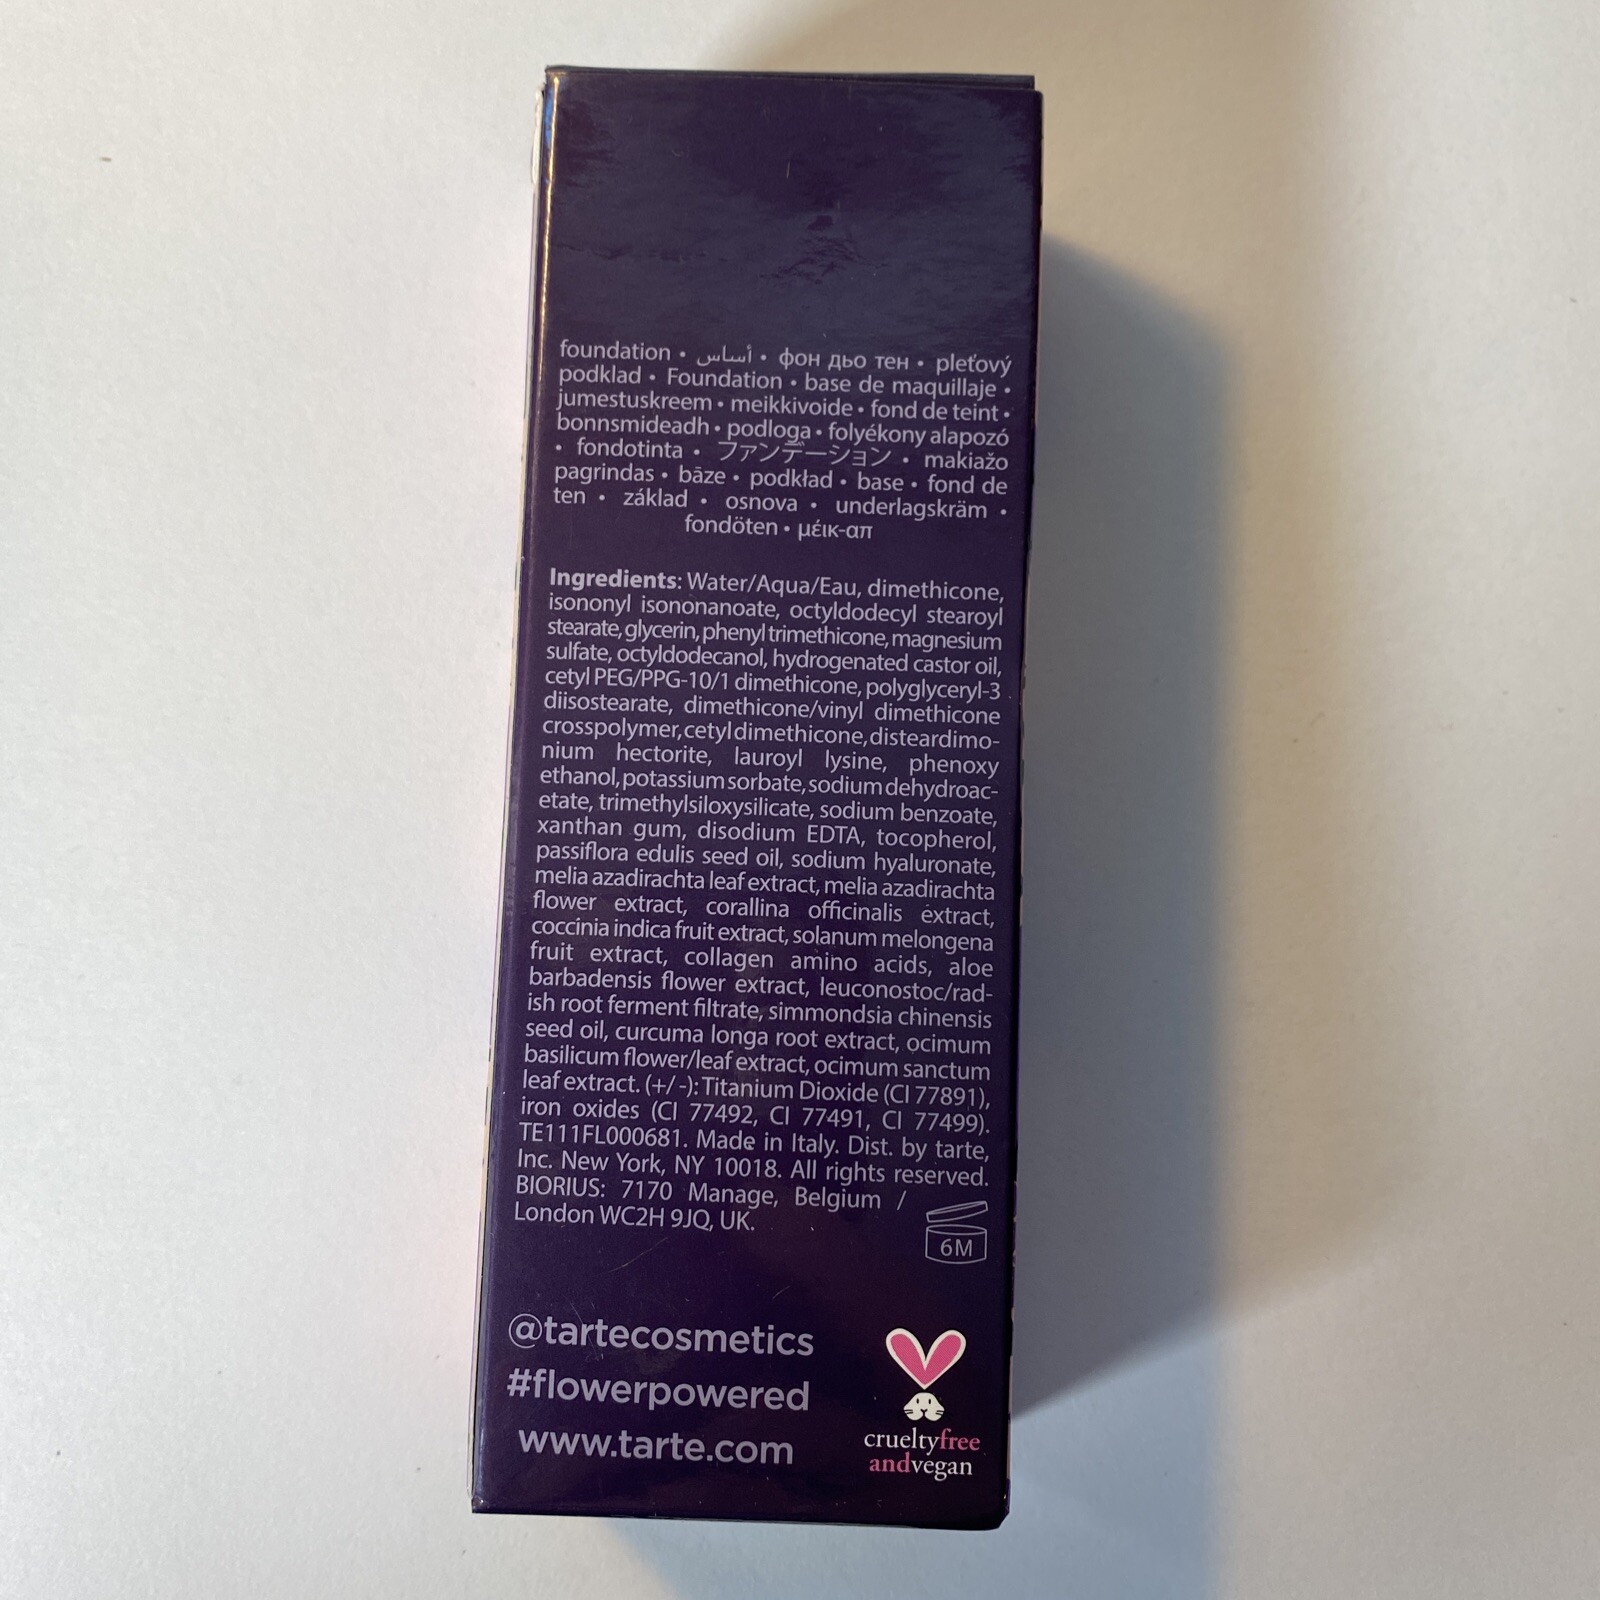 foundation • أساس • фон дьо тен • pleťový
podklad • Foundation • base de maquillaje •
jumestuskreem • meikkivoide • fond de teint •
bonnsmideadh • podloga • folyékony alapozó
• fondotinta • ファンデーション • makiažo
pagrindas • bāze • podkład • base • fond de
ten • základ • osnova • underlagskräm •
fondöten • μέικ-απ
Ingredients: Water/Aqua/Eau, dimethicone,
isononyl isononanoate, octyldodecyl stearoyl
stearate, glycerin, phenyl trimethicone, magnesium
sulfate, octyldodecanol, hydrogenated castor oil,
cetyl PEG/PPG-10/1 dimethicone, polyglyceryl-3
diisostearate, dimethicone/vinyl dimethicone
crosspolymer, cetyl dimethicone, disteardimo-
nium hectorite, lauroyl lysine, phenoxy
ethanol, potassium sorbate, sodium dehydroac-
etate, trimethylsiloxysilicate, sodium benzoate,
xanthan gum, disodium EDTA, tocopherol,
passiflora edulis seed oil, sodium hyaluronate,
melia azadirachta leaf extract, melia azadirachta
flower extract, corallina officinalis extract,
coccinia indica fruit extract, solanum melongena
fruit extract, collagen amino acids, aloe
barbadensis flower extract, leuconostoc/rad-
ish root ferment filtrate, simmondsia chinensis
seed oil, curcuma longa root extract, ocimum
basilicum flower/leaf extract, ocimum sanctum
leaf extract. (+/-): Titanium Dioxide (CI 77891),
iron oxides (CI 77492, CI 77491, CI 77499).
TE111FL000681. Made in Italy. Dist. by tarte,
Inc. New York, NY 10018. All rights reserved.
BIORIUS: 7170 Manage, Belgium /
London WC2H 9JQ, UK.
6M
@tartecosmetics
#flowerpowered
www.tarte.com
crueltyfree
andvegan